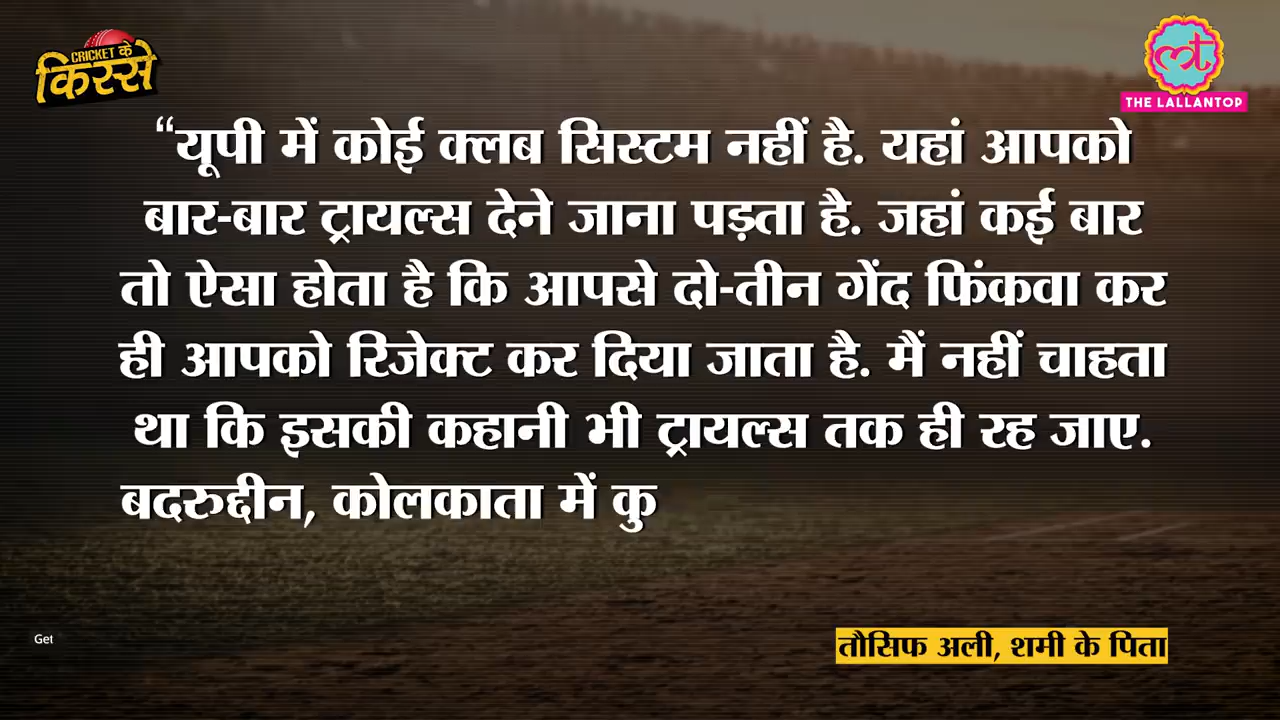 CRICKET के
किस्से
लT
THE LALLANTOP
“यूपी में कोई क्लब सिस्टम नहीं है. यहां आपको
बार-बार ट्रायल्स देने जाना पड़ता है. जहां कई बार
तो ऐसा होता है कि आपसे दो-तीन गेंद फिंकवा कर
ही आपको रिजेक्ट कर दिया जाता है. मैं नहीं चाहता
था कि इसकी कहानी भी ट्रायल्स तक ही रह जाए.
बदरुद्दीन, कोलकाता में कु
Get
तौसिफ अली, शमी के पिता